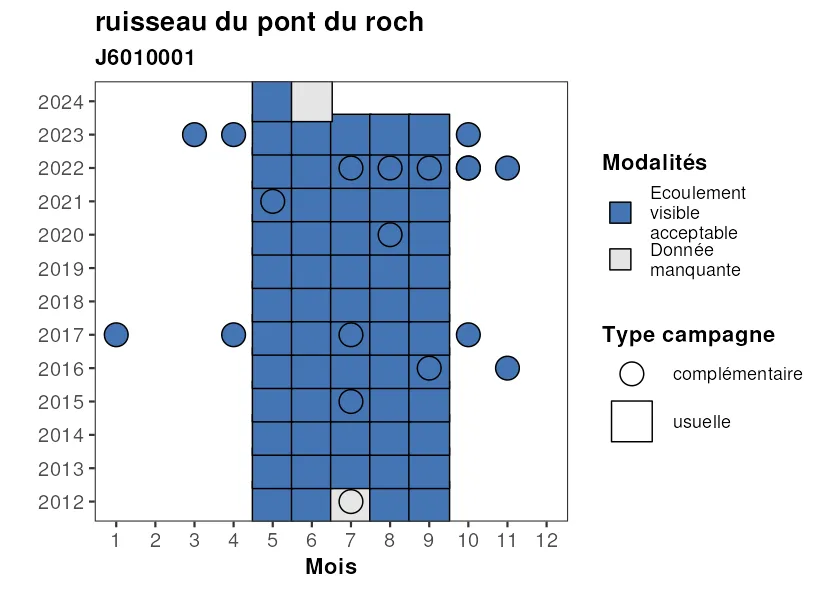 ruisseau du pont du roch
J6010001
2024
2023
2022
2021
2020
2019
2018
2017
2016
2015
2014
2013
2012
1 2 3 4 5 6 7 8 9 10 11 12
Mois
Modalités
Ecoulement
visible
acceptable
Donnée
manquante
Type campagne
complémentaire
usuelle